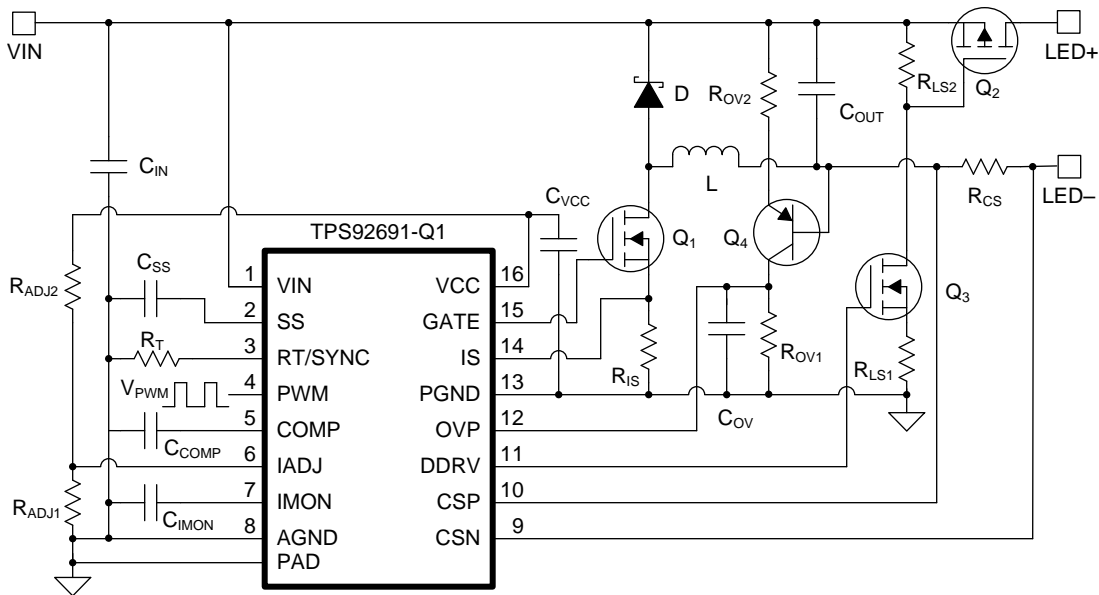 VIN
LED+
Q2
RLS2
D
ROV2
COUT
CIN
L
RCS
LED–
CVCC
TPS92691-Q1
Q1
Q4
CSS
RADJ2
Q3
1 VIN
VCC 16
2 SS
GATE 15
RT
3 RT/SYNC
IS 14
RIS
ROV1
RLS1
VPWM
4 PWM
PGND 13
COV
5 COMP
OVP 12
CCOMP
6 IADJ
DDRV 11
RADJ1
7 IMON
CSP 10
CIMON
8 AGND
CSN 9
PAD